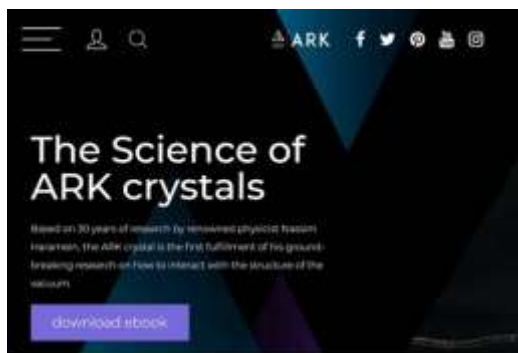 ARK
The Science of
ARK crystals
Based on 30 years of research by renowned physicist Nassim
Haramein, the ARK crystal is the first fulfillment of his ground-
breaking research on how to interact with the structure of the
vacuum.
download ebook